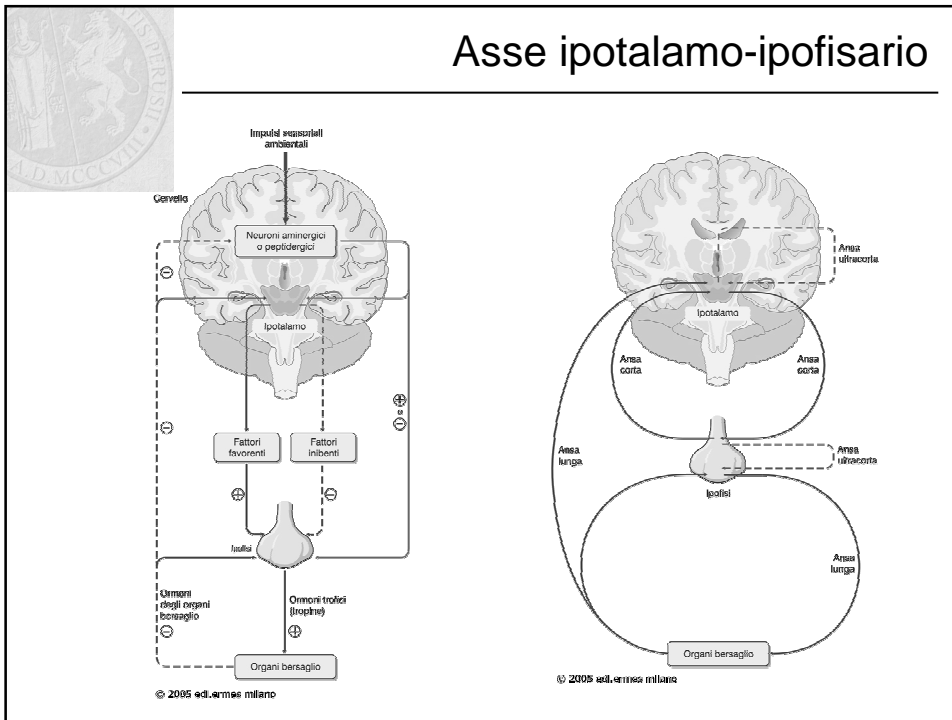 Asse ipotalamo-ipofisario
A.D. MCCCVIII
Impulsi sensoriali
ambientali
Cervello
Neuroni aminergici
o peptidergici
−
Ipotalamo
+
o
−
−
Fattori
favorenti
Fattori
inibenti
+
−
Ipofisi
Ormoni
degli organi
bersaglio
−
Ormoni trofici
(tropine)
+
Organi bersaglio
© 2005 edi.ermes milano
Ansa
ultracorta
Ipotalamo
Ansa
corta
Ansa
corta
Ansa
lunga
Ansa
ultracorta
Ipofisi
Ansa
lunga
Organi bersaglio
© 2005 edi.ermes milano